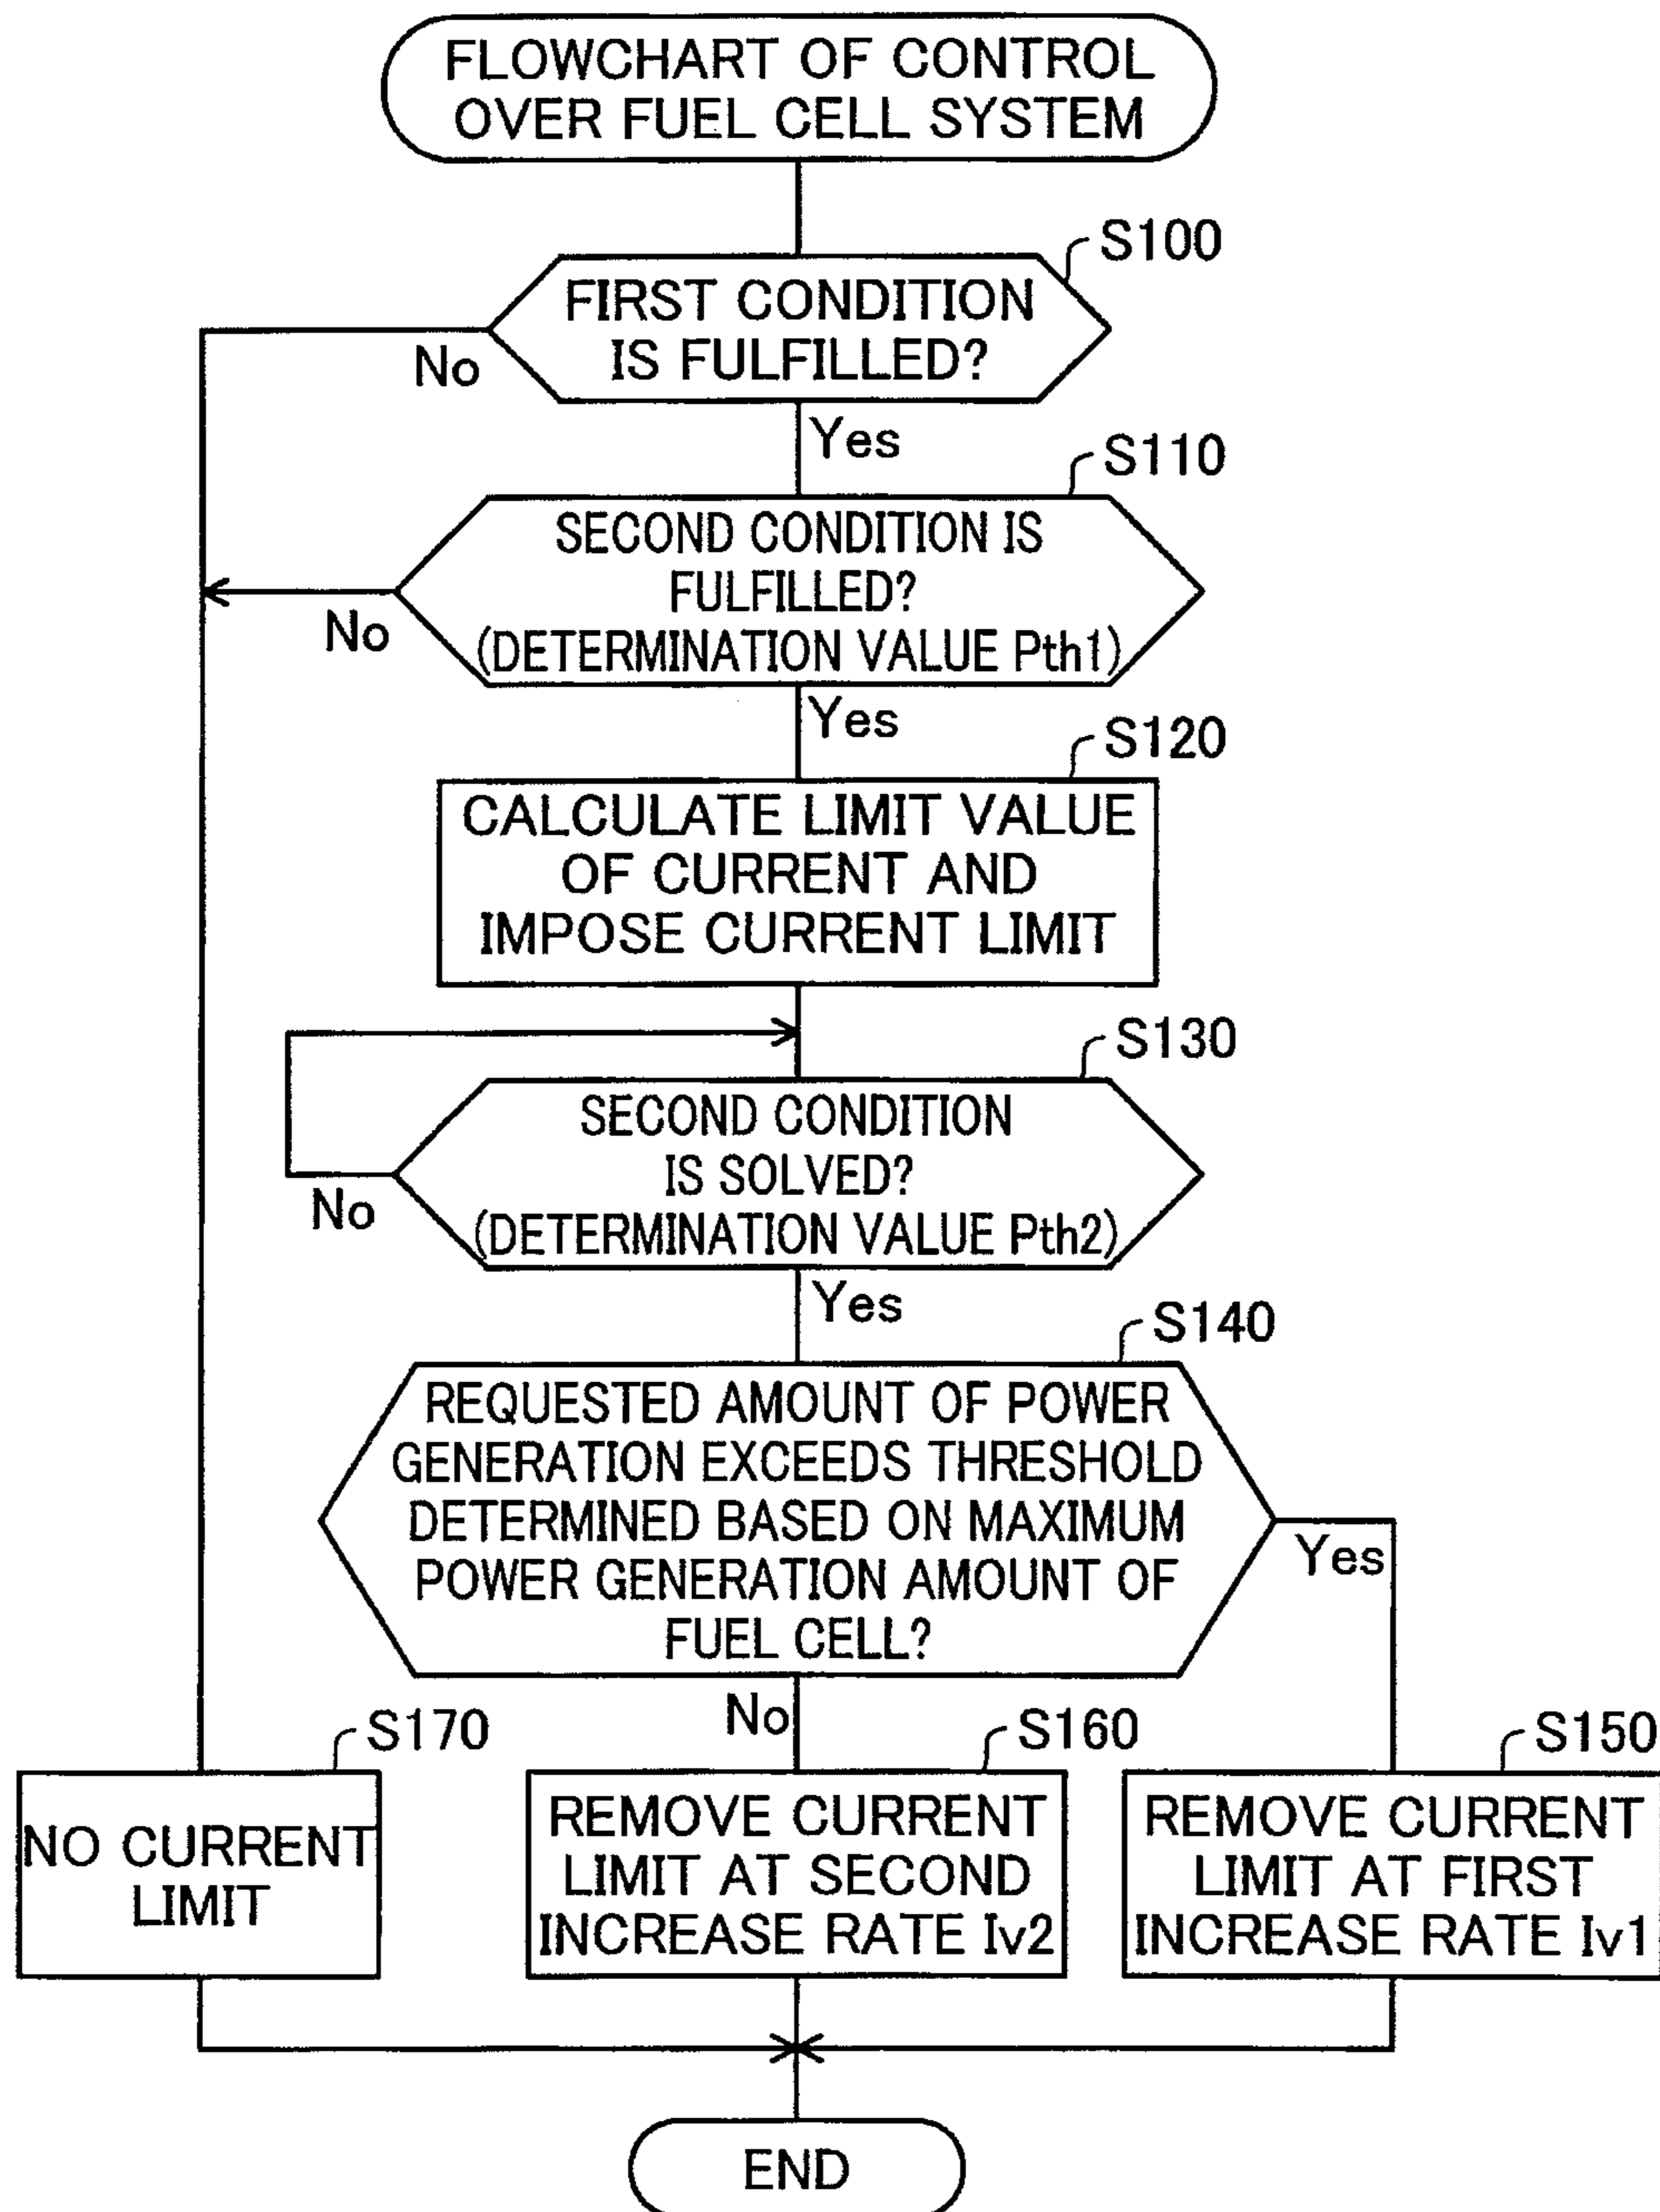 FLOWCHART OF CONTROL
OVER FUEL CELL SYSTEM
S100
FIRST CONDITION
IS FULFILLED?
No
Yes
S110
SECOND CONDITION IS
FULFILLED?
(DETERMINATION VALUE Pth1)
No
Yes
S120
CALCULATE LIMIT VALUE
OF CURRENT AND
IMPOSE CURRENT LIMIT
S130
SECOND CONDITION
IS SOLVED?
(DETERMINATION VALUE Pth2)
No
Yes
S140
REQUESTED AMOUNT OF POWER
GENERATION EXCEEDS THRESHOLD
DETERMINED BASED ON MAXIMUM
POWER GENERATION AMOUNT OF
FUEL CELL?
Yes
No
S170
NO CURRENT
LIMIT
S160
REMOVE CURRENT
LIMIT AT SECOND
INCREASE RATE Iv2
S150
REMOVE CURRENT
LIMIT AT FIRST
INCREASE RATE Iv1
END